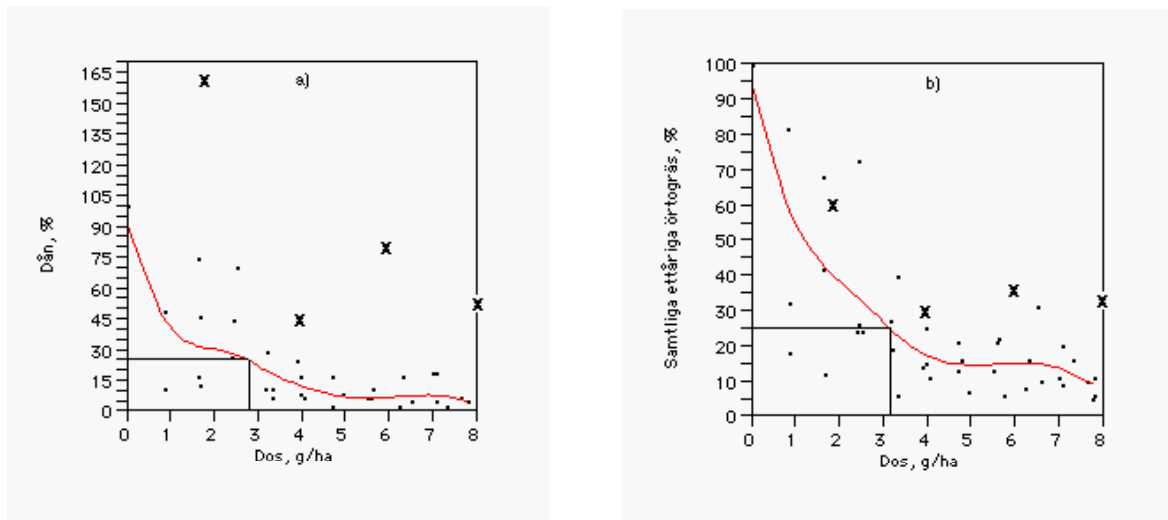 a)
165
150
135
120
105
90
75
60
45
30
15
0
Dån, %
0 1 2 3 4 5 6 7 8
Dos, g/ha
X
X
X
X
b)
100
90
80
70
60
50
40
30
20
10
0
Samtliga ettåriga örtogräs, %
0 1 2 3 4 5 6 7 8
Dos, g/ha
X
X
X
X